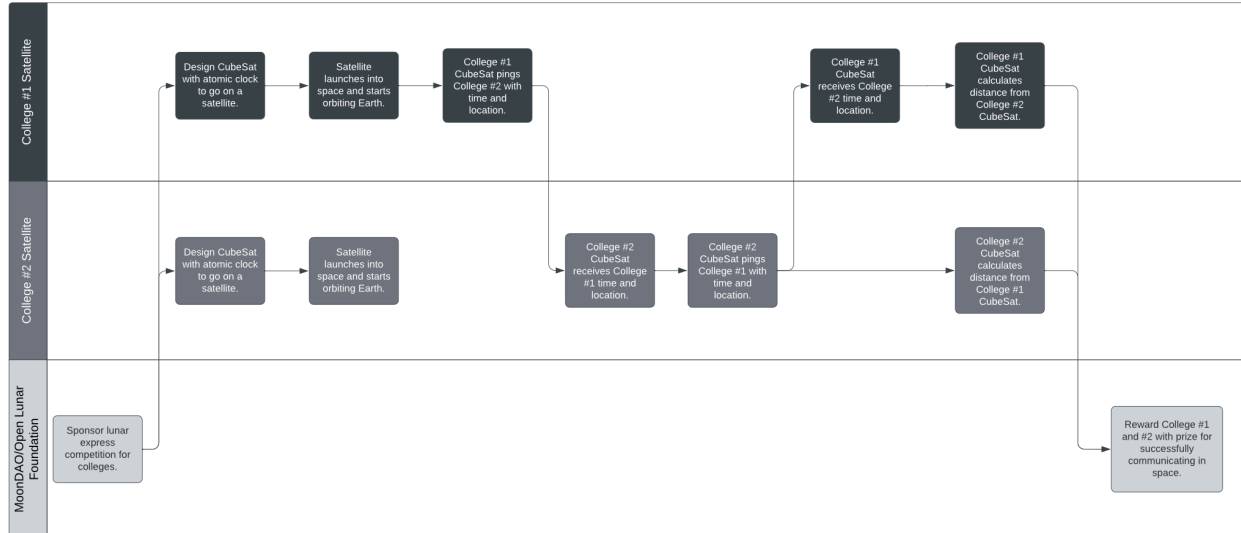 College #1 Satellite
Design CubeSat
with atomic clock
to go on a
satellite.
Satellite
launches into
space and starts
orbiting Earth.
College #1
CubeSat pings
College #2 with
time and
location.
College #1
CubeSat
receives College
#2 time and
location.
College #1
CubeSat
calculates
distance from
College #2
CubeSat.
College #2 Satellite
Design CubeSat
with atomic clock
to go on a
satellite.
Satellite
launches into
space and starts
orbiting Earth.
College #2
CubeSat
receives College
#1 time and
location.
College #2
CubeSat pings
College #1 with
time and
location.
College #2
CubeSat
calculates
distance from
College #1
CubeSat.
MoonDAO/Open Lunar
Foundation
Sponsor lunar
express
competition for
colleges.
Reward College #1
and #2 with prize for
successfully
communicating in
space.